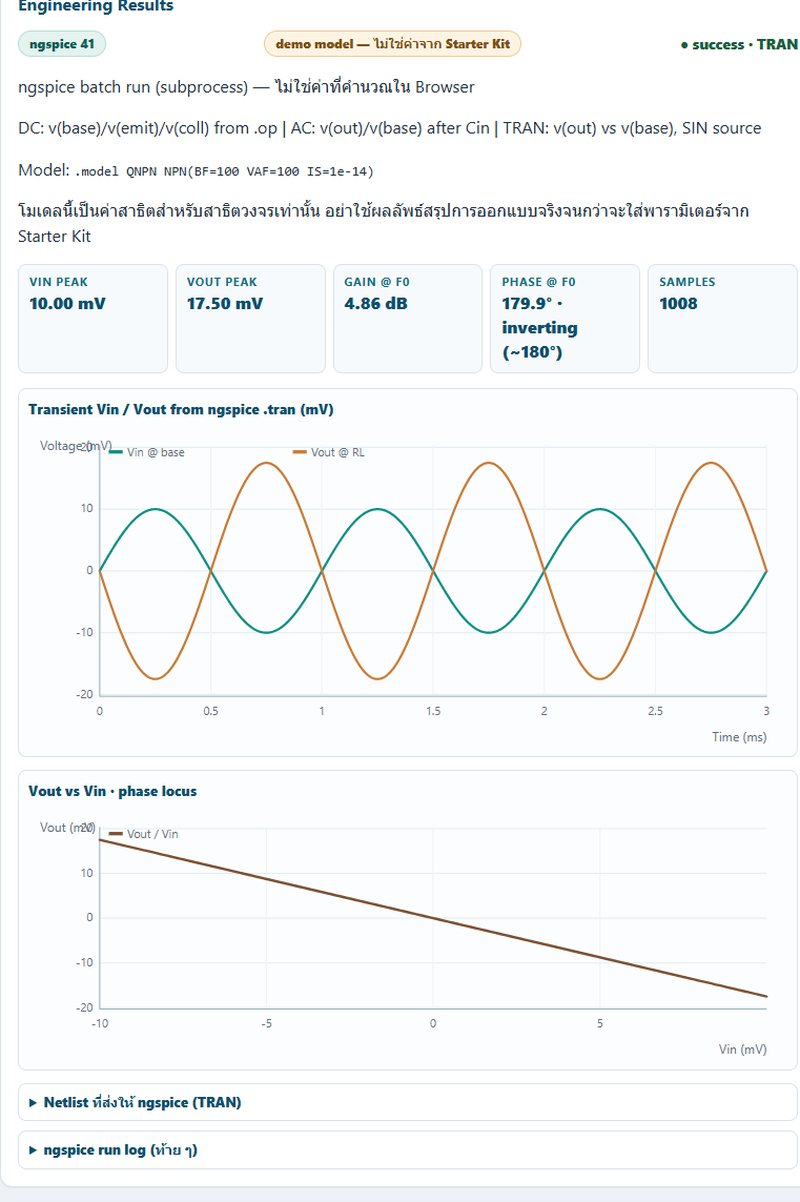 Engineering Results
ngspice 41
demo model — ไม่ใช่ค่าจาก Starter Kit
● success · TRAN
ngspice batch run (subprocess) — ไม่ใช่ค่าที่คำนวณใน Browser
DC: v(base)/v(emit)/v(coll) from .op | AC: v(out)/v(base) after Cin | TRAN: v(out) vs v(base), SIN source
Model: .model QNPN NPN(BF=100 VAF=100 IS=1e-14)
โมเดลนี้เป็นค่าสาธิตสำหรับสาธิตวงจรเท่านั้น อย่าใช้ผลลัพธ์สรุปการออกแบบจริงจนกว่าจะใส่พารามิเตอร์จาก
Starter Kit
VIN PEAK
10.00 mV
VOUT PEAK
17.50 mV
GAIN @ F0
4.86 dB
PHASE @ F0
179.9° ·
inverting
(~180°)
SAMPLES
1008
Transient Vin / Vout from ngspice .tran (mV)
Voltage (mV)
Vin @ base
Vout @ RL
20
10
0
-10
-20
0
0.5
1
1.5
2
2.5
3
Time (ms)
Vout vs Vin · phase locus
Vout (mV)
Vout / Vin
20
10
0
-10
-20
-10
-5
0
5
Vin (mV)
▶ Netlist ที่ส่งให้ ngspice (TRAN)
▶ ngspice run log (ท้าย ๆ)